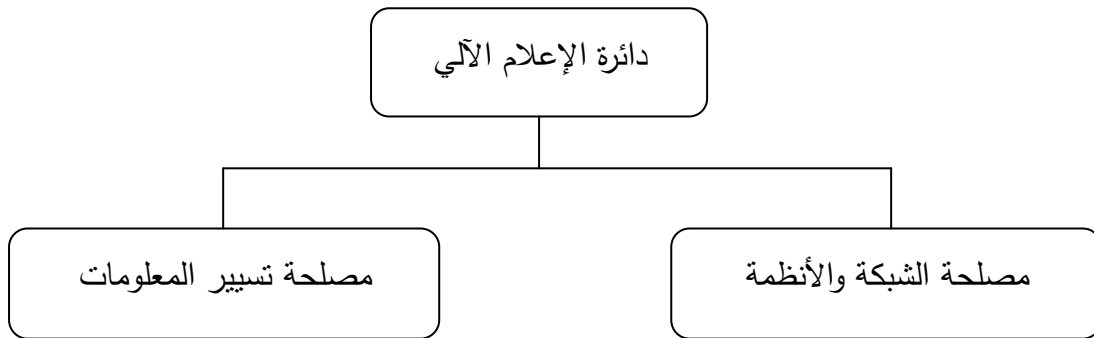 دائرة الإعلام الآلي
مصلحة الشبكة والأنظمة
مصلحة تسيير المعلومات